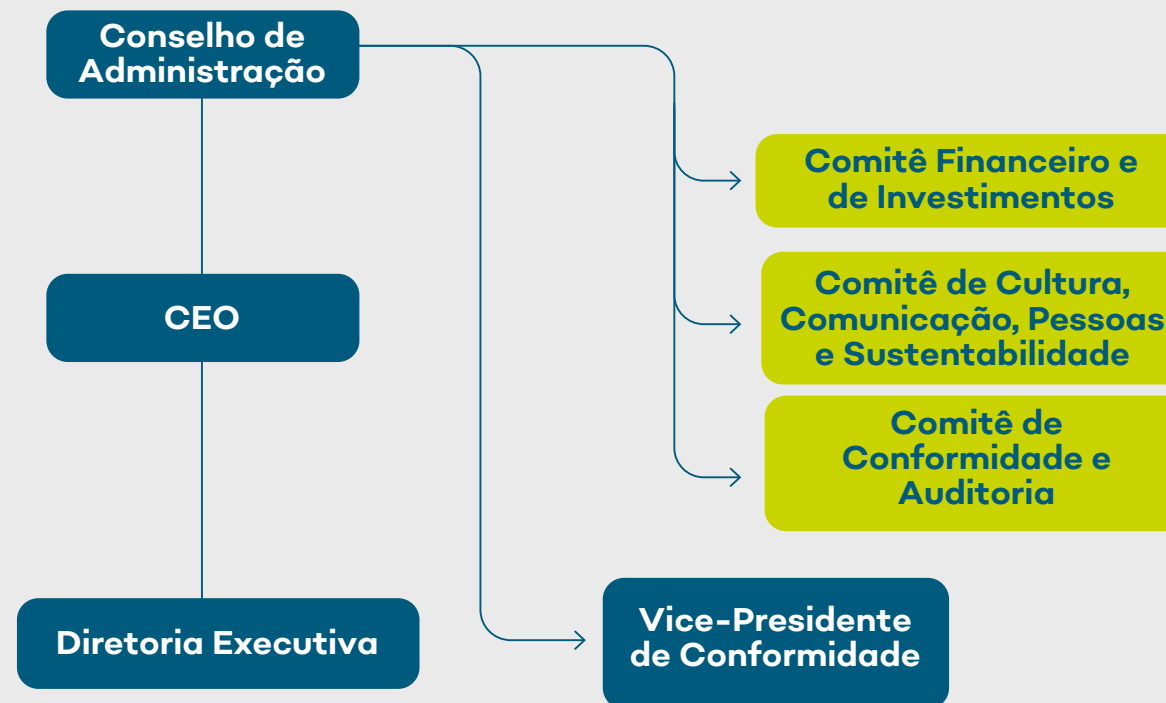 Conselho de
Administração
Comitê Financeiro e
de Investimentos
CEO
Comitê de Cultura,
Comunicação, Pessoas
e Sustentabilidade
Comitê de
Conformidade e
Auditoria
Diretoria Executiva
Vice-Presidente
de Conformidade